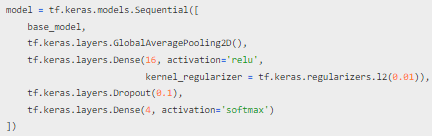 model = tf.keras.models.Sequential([
    base_model,
    tf.keras.layers.GlobalAveragePooling2D(),
    tf.keras.layers.Dense(16, activation='relu',
                          kernel_regularizer = tf.keras.regularizers.l2(0.01)),
    tf.keras.layers.Dropout(0.1),
    tf.keras.layers.Dense(4, activation='softmax')
])